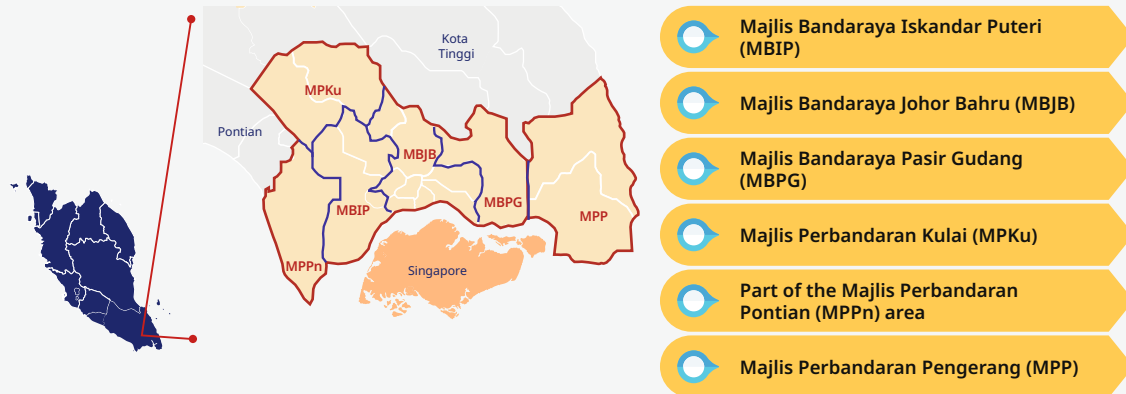 Kota
Tinggi
MPKu
Pontian
MBJB
MBIP
MBPG
MPP
MPPn
Singapore
Majlis Bandaraya Iskandar Puteri
(MBIP)
Majlis Bandaraya Johor Bahru (MBJB)
Majlis Bandaraya Pasir Gudang
(MBPG)
Majlis Perbandaran Kulai (MPKu)
Part of the Majlis Perbandaran
Pontian (MPPn) area
Majlis Perbandaran Pengerang (MPP)